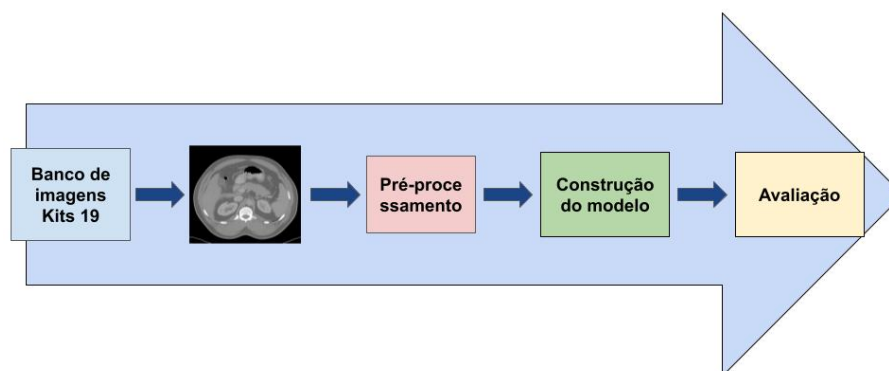 Banco de
imagens
Kits 19
Pré-proce
ssamento
Construção
do modelo
Avaliação